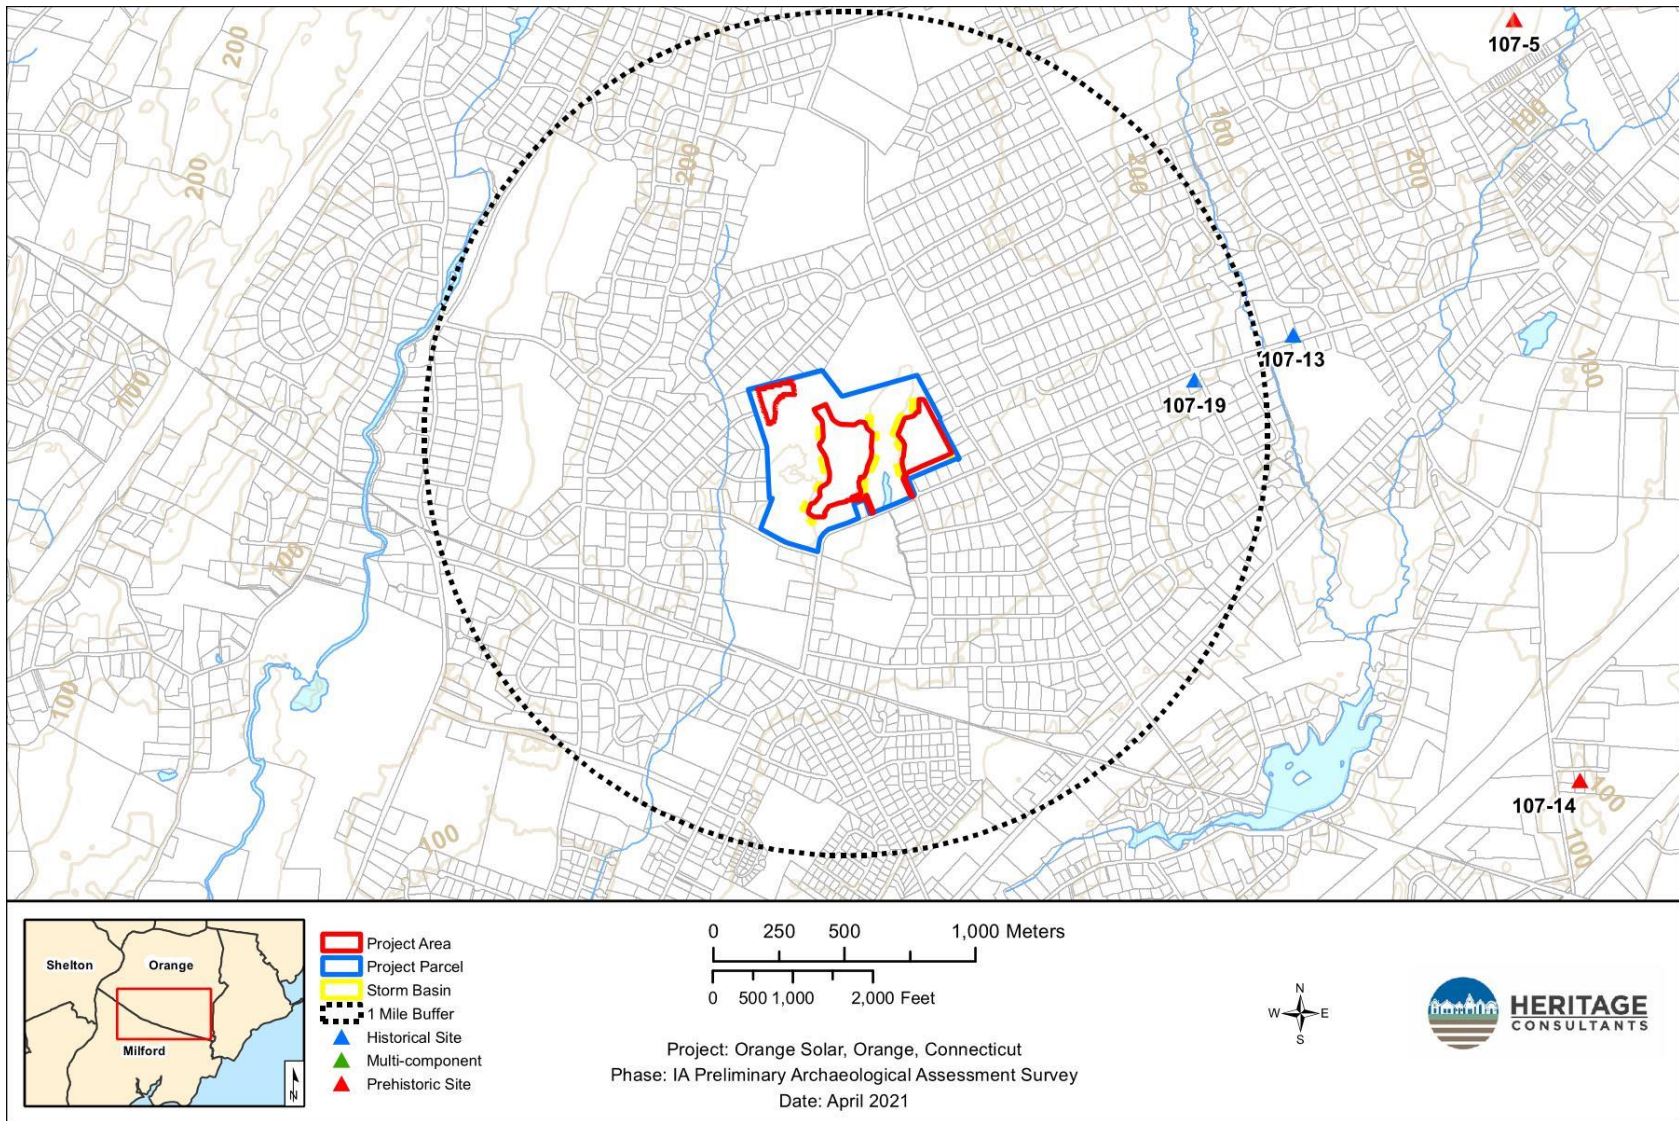 107-5
200
100
100
200
200
200
200
107-13
107-19
100
100
100
100
107-14
100
100
100
Shelton
Orange
Milford
N
Project Area
Project Parcel
Storm Basin
1 Mile Buffer
Historical Site
Multi-component
Prehistoric Site
0 250 500 1,000 Meters
0 500 1,000 2,000 Feet
Project: Orange Solar, Orange, Connecticut
Phase: IA Preliminary Archaeological Assessment Survey
Date: April 2021
N
W E
S
HERITAGE
CONSULTANTS